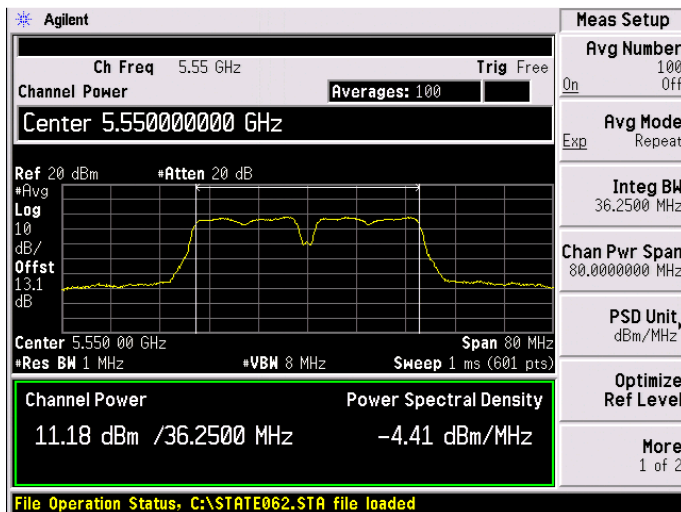 Agilent
Ch Freq 5.55 GHz Trig Free
Channel Power Averages: 100
Center 5.550000000 GHz
Ref 20 dBm #Atten 20 dB
#Avg
Log
10
dB/
Offst
13.1
dB
Center 5.550 00 GHz Span 80 MHz
#Res BW 1 MHz #VBW 8 MHz Sweep 1 ms (601 pts)
Channel Power Power Spectral Density
11.18 dBm /36.2500 MHz -4.41 dBm/MHz
File Operation Status, C:\STATE062.STA file loaded
Meas Setup
Avg Number
100
On Off
Avg Mode
Exp Repeat
Integ BW
36.2500 MHz
Chan Pwr Span
80.0000000 MHz
PSD Unit
dBm/MHz
Optimize
Ref Level
More
1 of 2